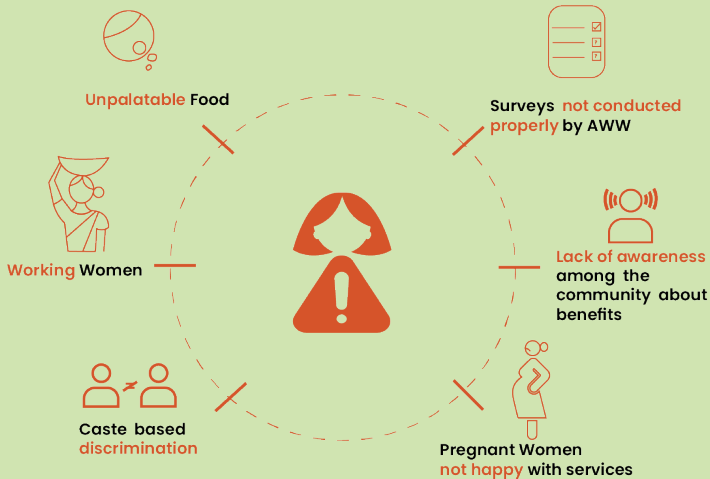 Unpalatable Food
Surveys not conducted
properly by AWW
Working Women
Lack of awareness
among the
community about
benefits
Caste based
discrimination
Pregnant Women
not happy with services